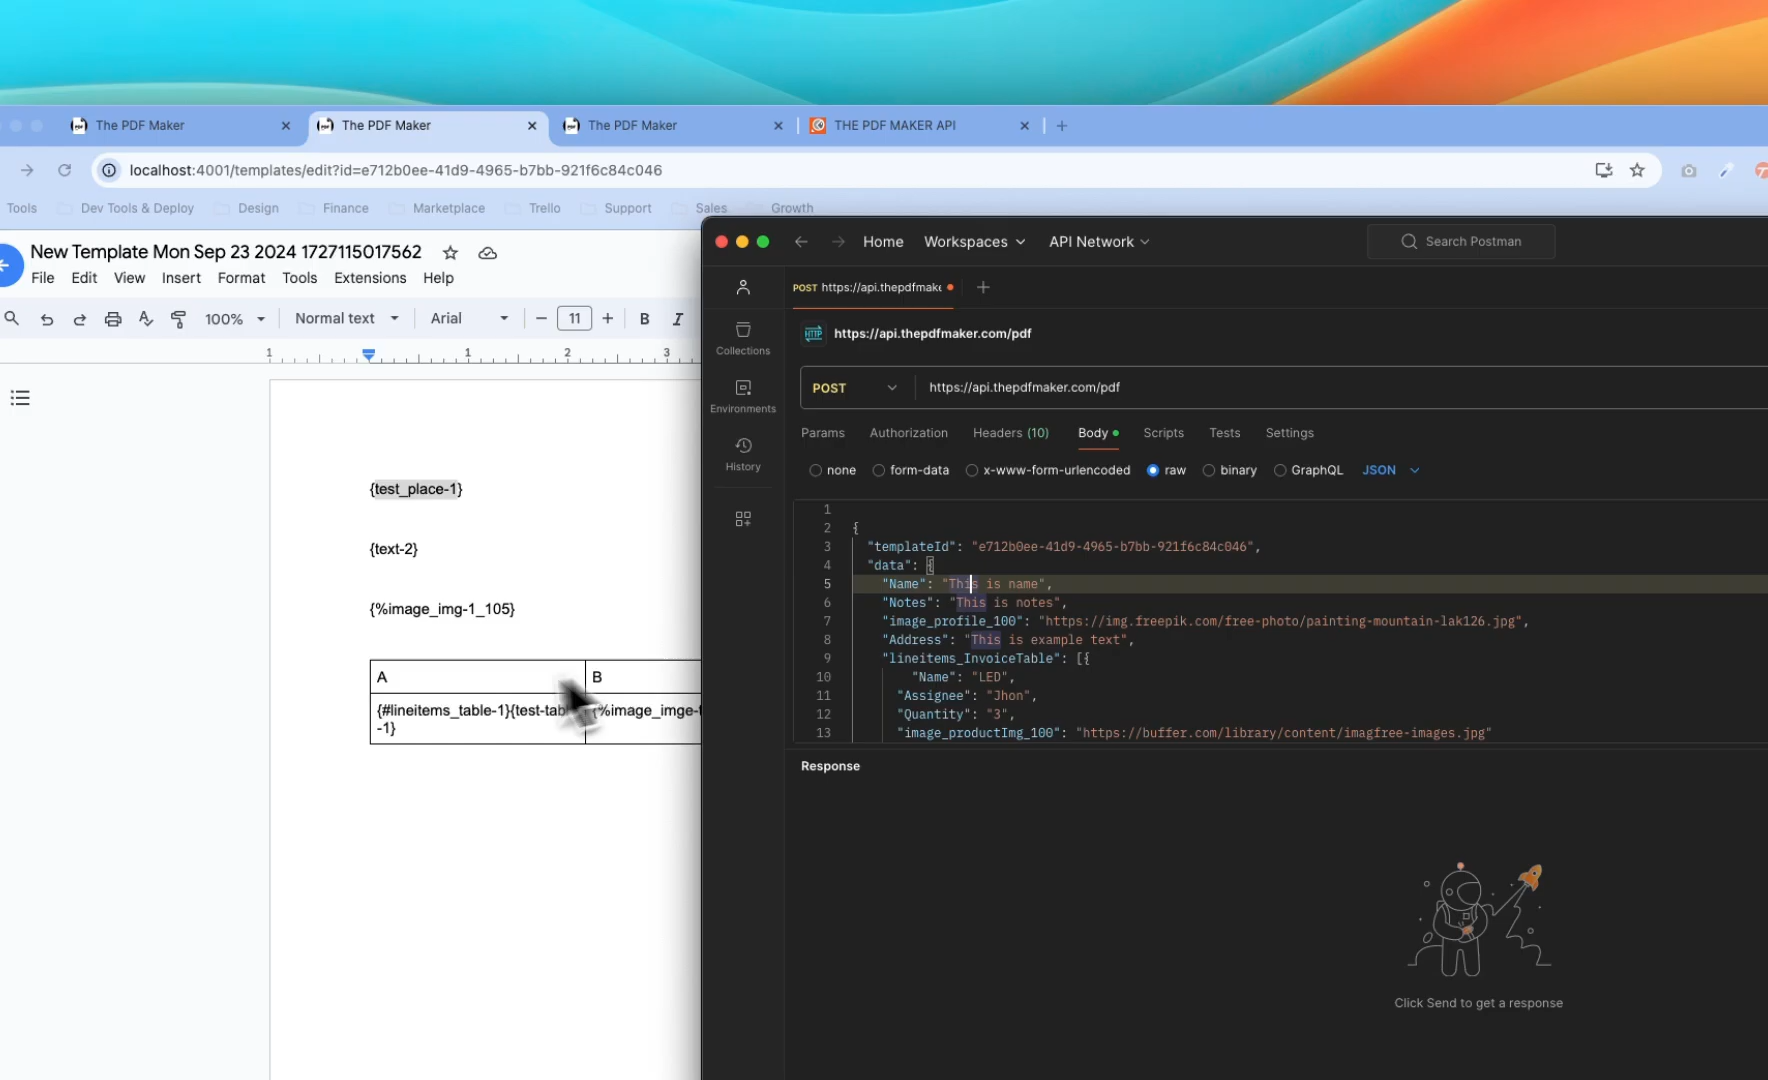 The PDF Maker
The PDF Maker
The PDF Maker
THE PDF MAKER API
localhost:4001/templates/edit?id=e712b0ee-41d9-4965-b7bb-921f6c84c046
Tools
Dev Tools & Deploy
Design
Finance
Marketplace
Trello
Support
Sales
Growth
New Template Mon Sep 23 2024 1727115017562
File Edit View Insert Format Tools Extensions Help
100% Normal text Arial 11 B I
1 1 2 3
{test_place-1}
{text-2}
{%image_img-1_105}
A B
{#lineitems_table-1}{test-tab
-1}
{%image_imge-t
Home Workspaces API Network Search Postman
POST https://api.thepdfmake
Collections
Environments
History
HTTP https://api.thepdfmaker.com/pdf
POST https://api.thepdfmaker.com/pdf
Params Authorization Headers (10) Body Scripts Tests Settings
none form-data x-www-form-urlencoded raw binary GraphQL JSON
1
2 {
3 "templateId": "e712b0ee-41d9-4965-b7bb-921f6c84c046",
4 "data": {
5 "Name": "This is name",
6 "Notes": "This is notes",
7 "image_profile_100": "https://img.freepik.com/free-photo/painting-mountain-lak126.jpg",
8 "Address": "This is example text",
9 "lineitems_InvoiceTable": [{
10 "Name": "LED",
11 "Assignee": "Jhon",
12 "Quantity": "3",
13 "image_productImg_100": "https://buffer.com/library/content/imagfree-images.jpg"
Response
Click Send to get a response